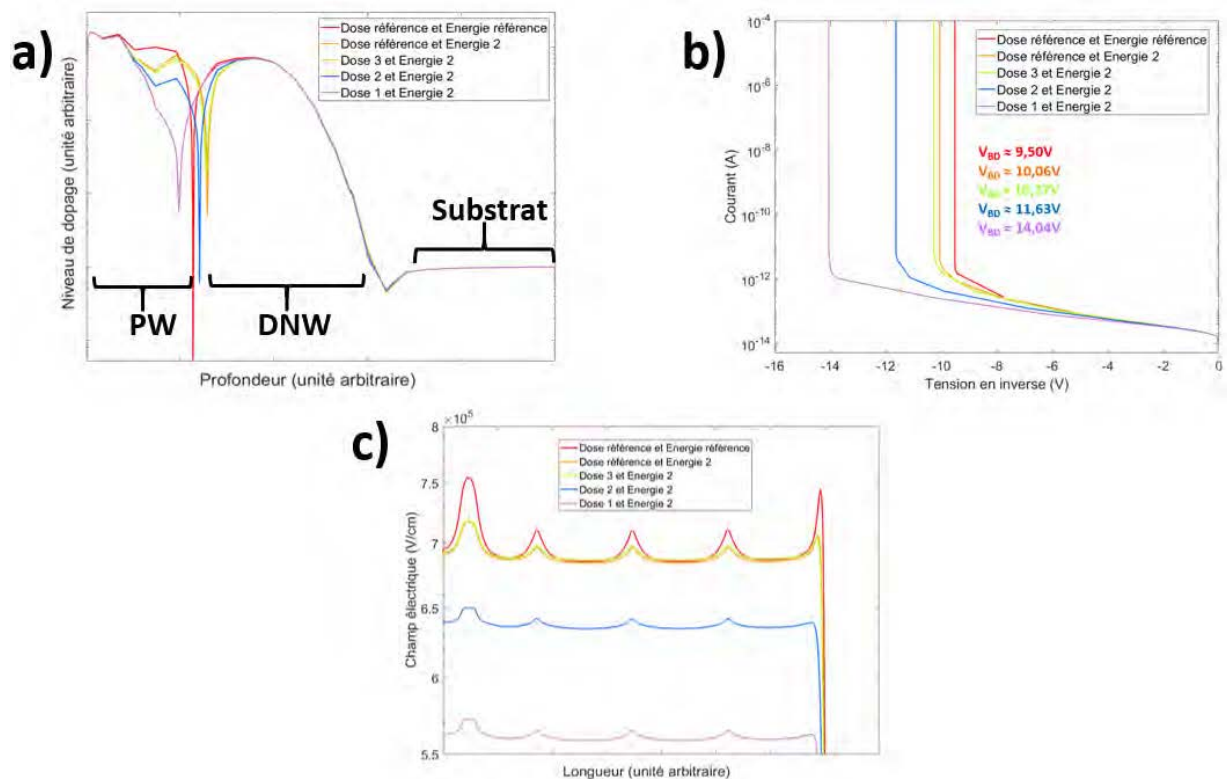 a)
Dose référence et Energie référence
Dose référence et Energie 2
Dose 3 et Energie 2
Dose 2 et Energie 2
Dose 1 et Energie 2
Niveau de dopage (unité arbitraire)
Substrat
PW
DNW
Profondeur (unité arbitraire)
b)
Dose référence et Energie référence
Dose référence et Energie 2
Dose 3 et Energie 2
Dose 2 et Energie 2
Dose 1 et Energie 2
10⁻⁴
10⁻⁶
10⁻⁸
10⁻¹⁰
10⁻¹²
10⁻¹⁴
Courant (A)
V_BD = 9,50V
V_BD = 10,06V
V_BD =
V_BD = 11,63V
V_BD = 14,04V
-16 -14 -12 -10 -8 -6 -4 -2 0
Tension en inverse (V)
c)
8 ×10⁵
7.5
7
6.5
6
5.5
Champ électrique (V/cm)
Dose référence et Energie référence
Dose référence et Energie 2
Dose 3 et Energie 2
Dose 2 et Energie 2
Dose 1 et Energie 2
Longueur (unité arbitraire)